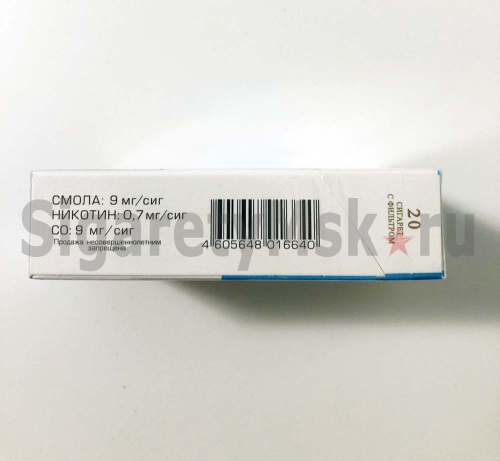 СМОЛА: 9 мг/сиг
НИКОТИН: 0,7 мг/сиг
СО: 9 мг/сиг
Продажа несовершеннолетним
запрещена
4 605648 016640
20
СИГАРЕТ
С ФИЛЬТРОМ
Sigaretymsk.ru